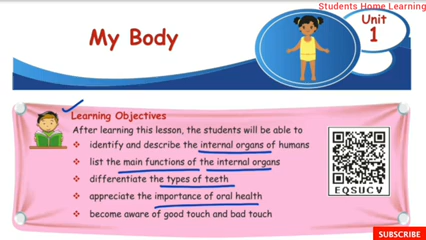 Students Home Learning
Unit
1
My Body
Learning Objectives
After learning this lesson, the students will be able to
identify and describe the internal organs of humans
list the main functions of the internal organs
differentiate the types of teeth
appreciate the importance of oral health
become aware of good touch and bad touch
EQSUCV
SUBSCRIBE